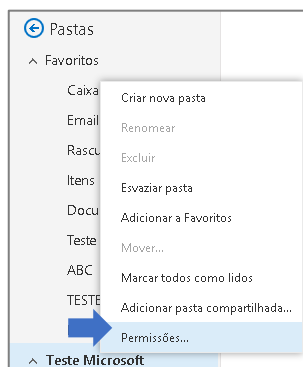 Pastas
Favoritos
Caixa
Criar nova pasta
Email
Renomear
Rascu
Excluir
Itens
Esvaziar pasta
Docu
Adicionar a Favoritos
Teste
Mover...
ABC
Marcar todos como lidos
TESTE
Adicionar pasta compartilhada...
Permissões...
Teste Microsoft